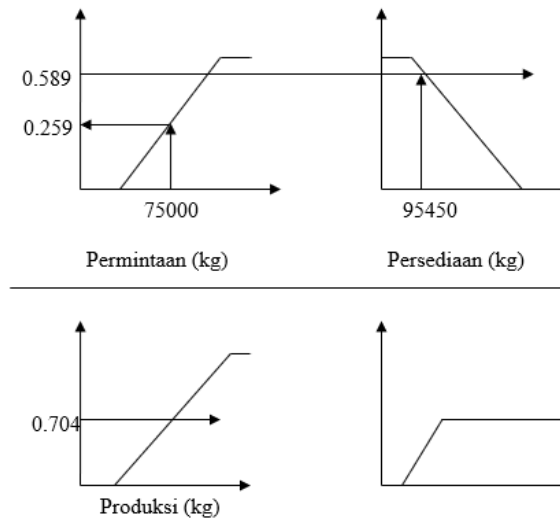 0.589
0.259
75000
95450
Permintaan (kg)
Persediaan (kg)
0.704
Produksi (kg)